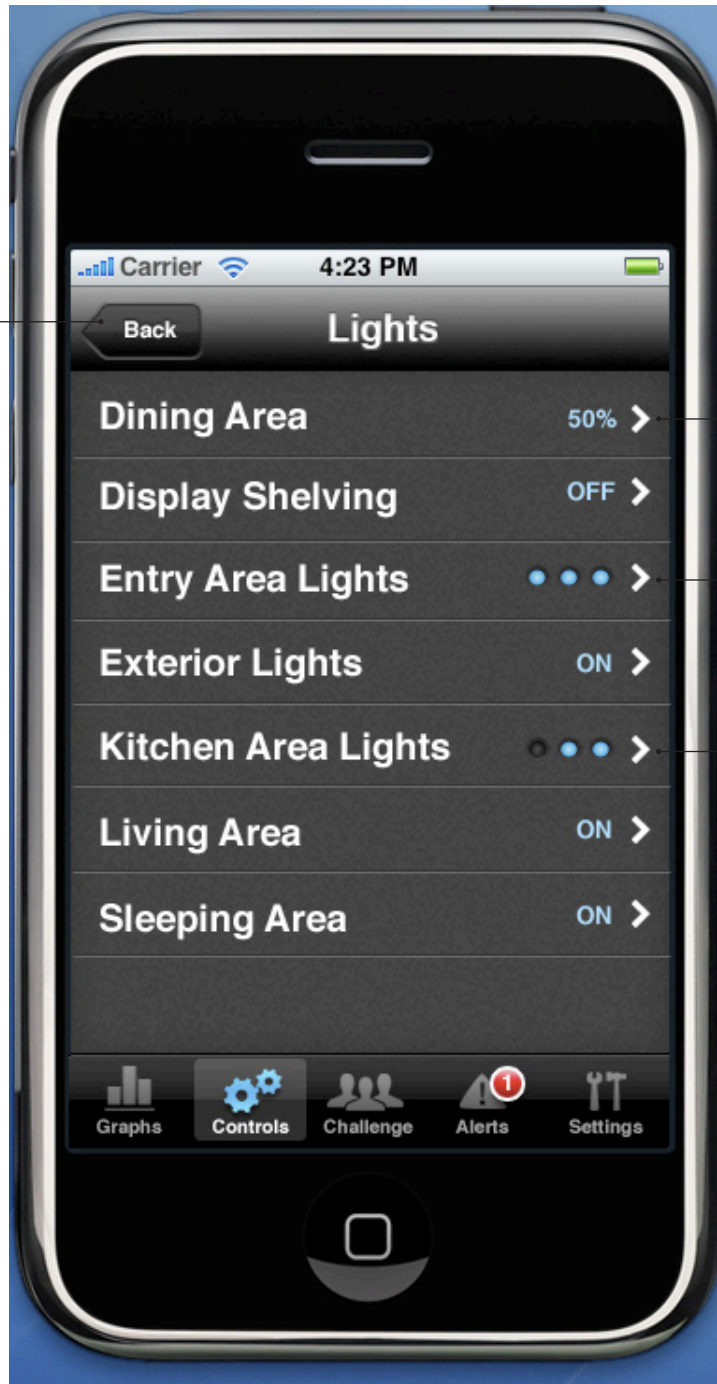 Carrier 4:23 PM
Back Lights
Dining Area 50%
Display Shelving OFF
Entry Area Lights
Exterior Lights ON
Kitchen Area Lights
Living Area ON
Sleeping Area ON
1
Graphs Controls Challenge Alerts Settings